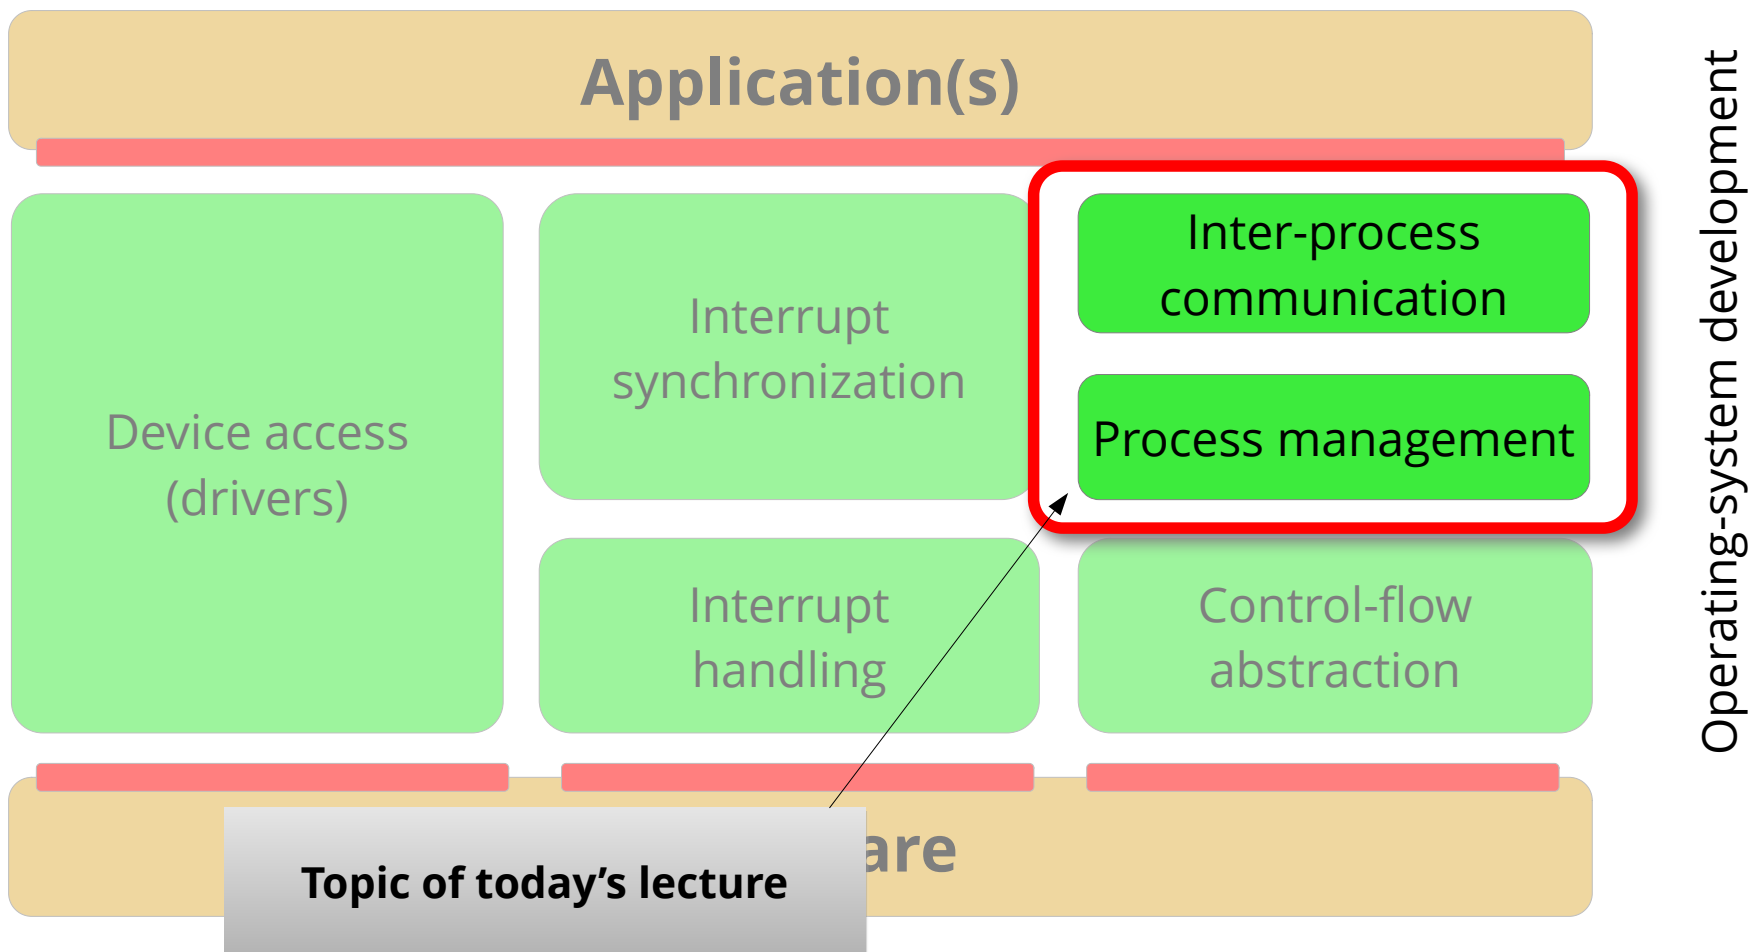 Application(s)
Device access
(drivers)
Interrupt
synchronization
Inter-process
communication
Process management
Interrupt
handling
Control-flow
abstraction
are
Topic of today’s lecture
Operating-system development